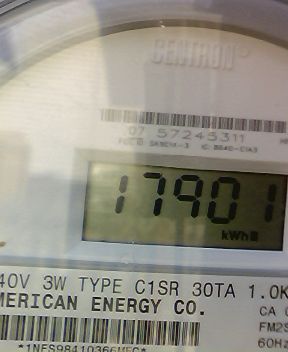 CENTRON
07 57245311
17901
kWh
40V 3W TYPE C1SR 30TA 1.0K
MERICAN ENERGY CO.
CA
FM2S
60Hz